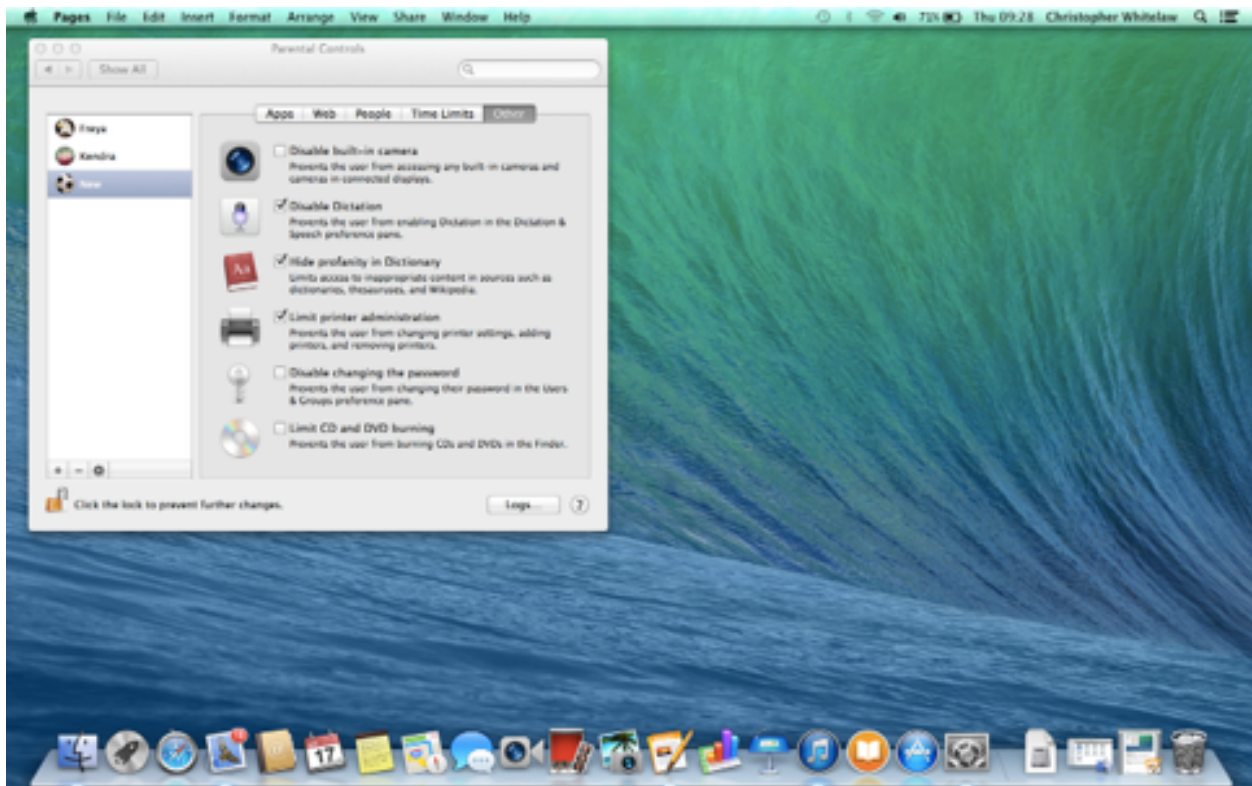 Pages File Edit Insert Format Arrange View Share Window Help
71% Thu 09:28 Christopher Whitelaw
Parental Controls
Show All
Apps Web People Time Limits Other
Freya
Kendra
New
Disable built-in camera
Prevents the user from accessing any built-in cameras and
cameras in connected displays.
Disable Dictation
Prevents the user from enabling Dictation in the Dictation &
Speech preference pane.
Aa
Hide profanity in Dictionary
Limits access to inappropriate content in sources such as
dictionaries, thesauruses, and Wikipedia.
Limit printer administration
Prevents the user from changing printer settings, adding
printers, and removing printers.
Disable changing the password
Prevents the user from changing their password in the Users
& Groups preference pane.
Limit CD and DVD burning
Prevents the user from burning CDs and DVDs in the Finder.
Click the lock to prevent further changes.
Logs...
?
17